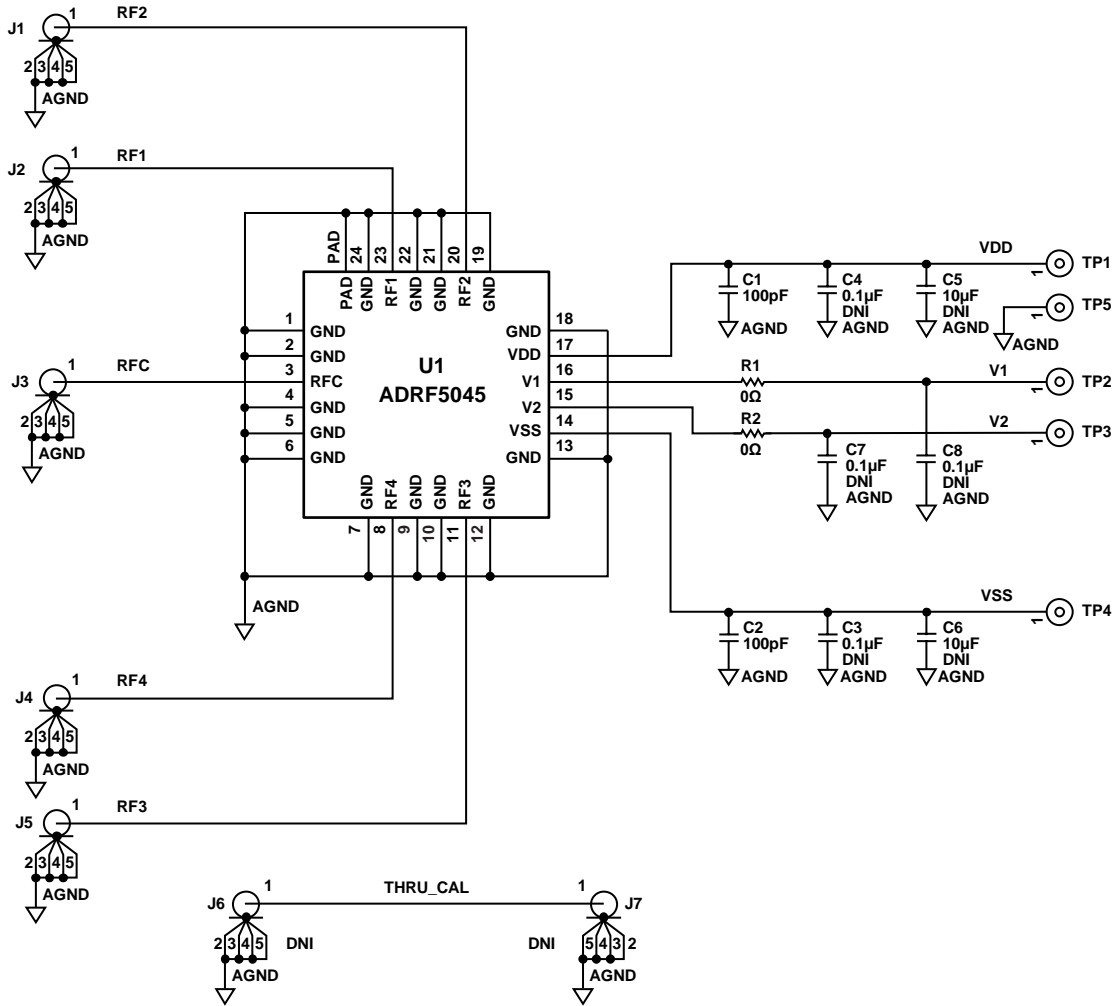 J1
1
RF2
2 3 4 5
AGND
J2
1
RF1
2 3 4 5
AGND
J3
1
RFC
2 3 4 5
AGND
PAD
24
23
22
21
20
19
PAD
GND
RF1
GND
GND
RF2
GND
1 GND
2 GND
3 RFC
4 GND
5 GND
6 GND
U1
ADRF5045
GND 18
VDD 17
V1 16
V2 15
VSS 14
GND 13
GND
RF4
GND
GND
RF3
GND
7
8
9
10
11
12
AGND
VDD
1
TP1
C1
100pF
AGND
C4
0.1µF
DNI
AGND
C5
10µF
DNI
AGND
1
TP5
AGND
R1
0Ω
V1
1
TP2
R2
0Ω
V2
1
TP3
C7
0.1µF
DNI
AGND
C8
0.1µF
DNI
AGND
VSS
1
TP4
C2
100pF
AGND
C3
0.1µF
DNI
AGND
C6
10µF
DNI
AGND
J4
1
RF4
2 3 4 5
AGND
J5
1
RF3
2 3 4 5
AGND
J6
1
THRU_CAL
1
J7
2 3 4 5
DNI
AGND
DNI
5 4 3 2
AGND